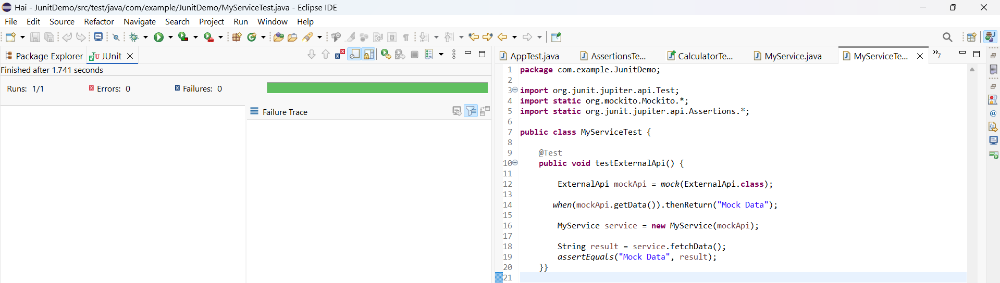 Hai - JunitDemo/src/test/java/com/example/JunitDemo/MyServiceTest.java - Eclipse IDE
File Edit Source Refactor Navigate Search Project Run Window Help
Package Explorer JUnit
AppTest.java AssertionsTe... CalculatorTe... MyService.java MyServiceTe... »7
Finished after 1.741 seconds
Runs: 1/1 Errors: 0 Failures: 0
Failure Trace
1 package com.example.JunitDemo;
2
3 import org.junit.jupiter.api.Test;
4 import static org.mockito.Mockito.*;
5 import static org.junit.jupiter.api.Assertions.*;
6
7 public class MyServiceTest {
8
9 @Test
10 public void testExternalApi() {
11
12 ExternalApi mockApi = mock(ExternalApi.class);
13
14 when(mockApi.getData()).thenReturn("Mock Data");
15
16 MyService service = new MyService(mockApi);
17
18 String result = service.fetchData();
19 assertEquals("Mock Data", result);
20 }}
21